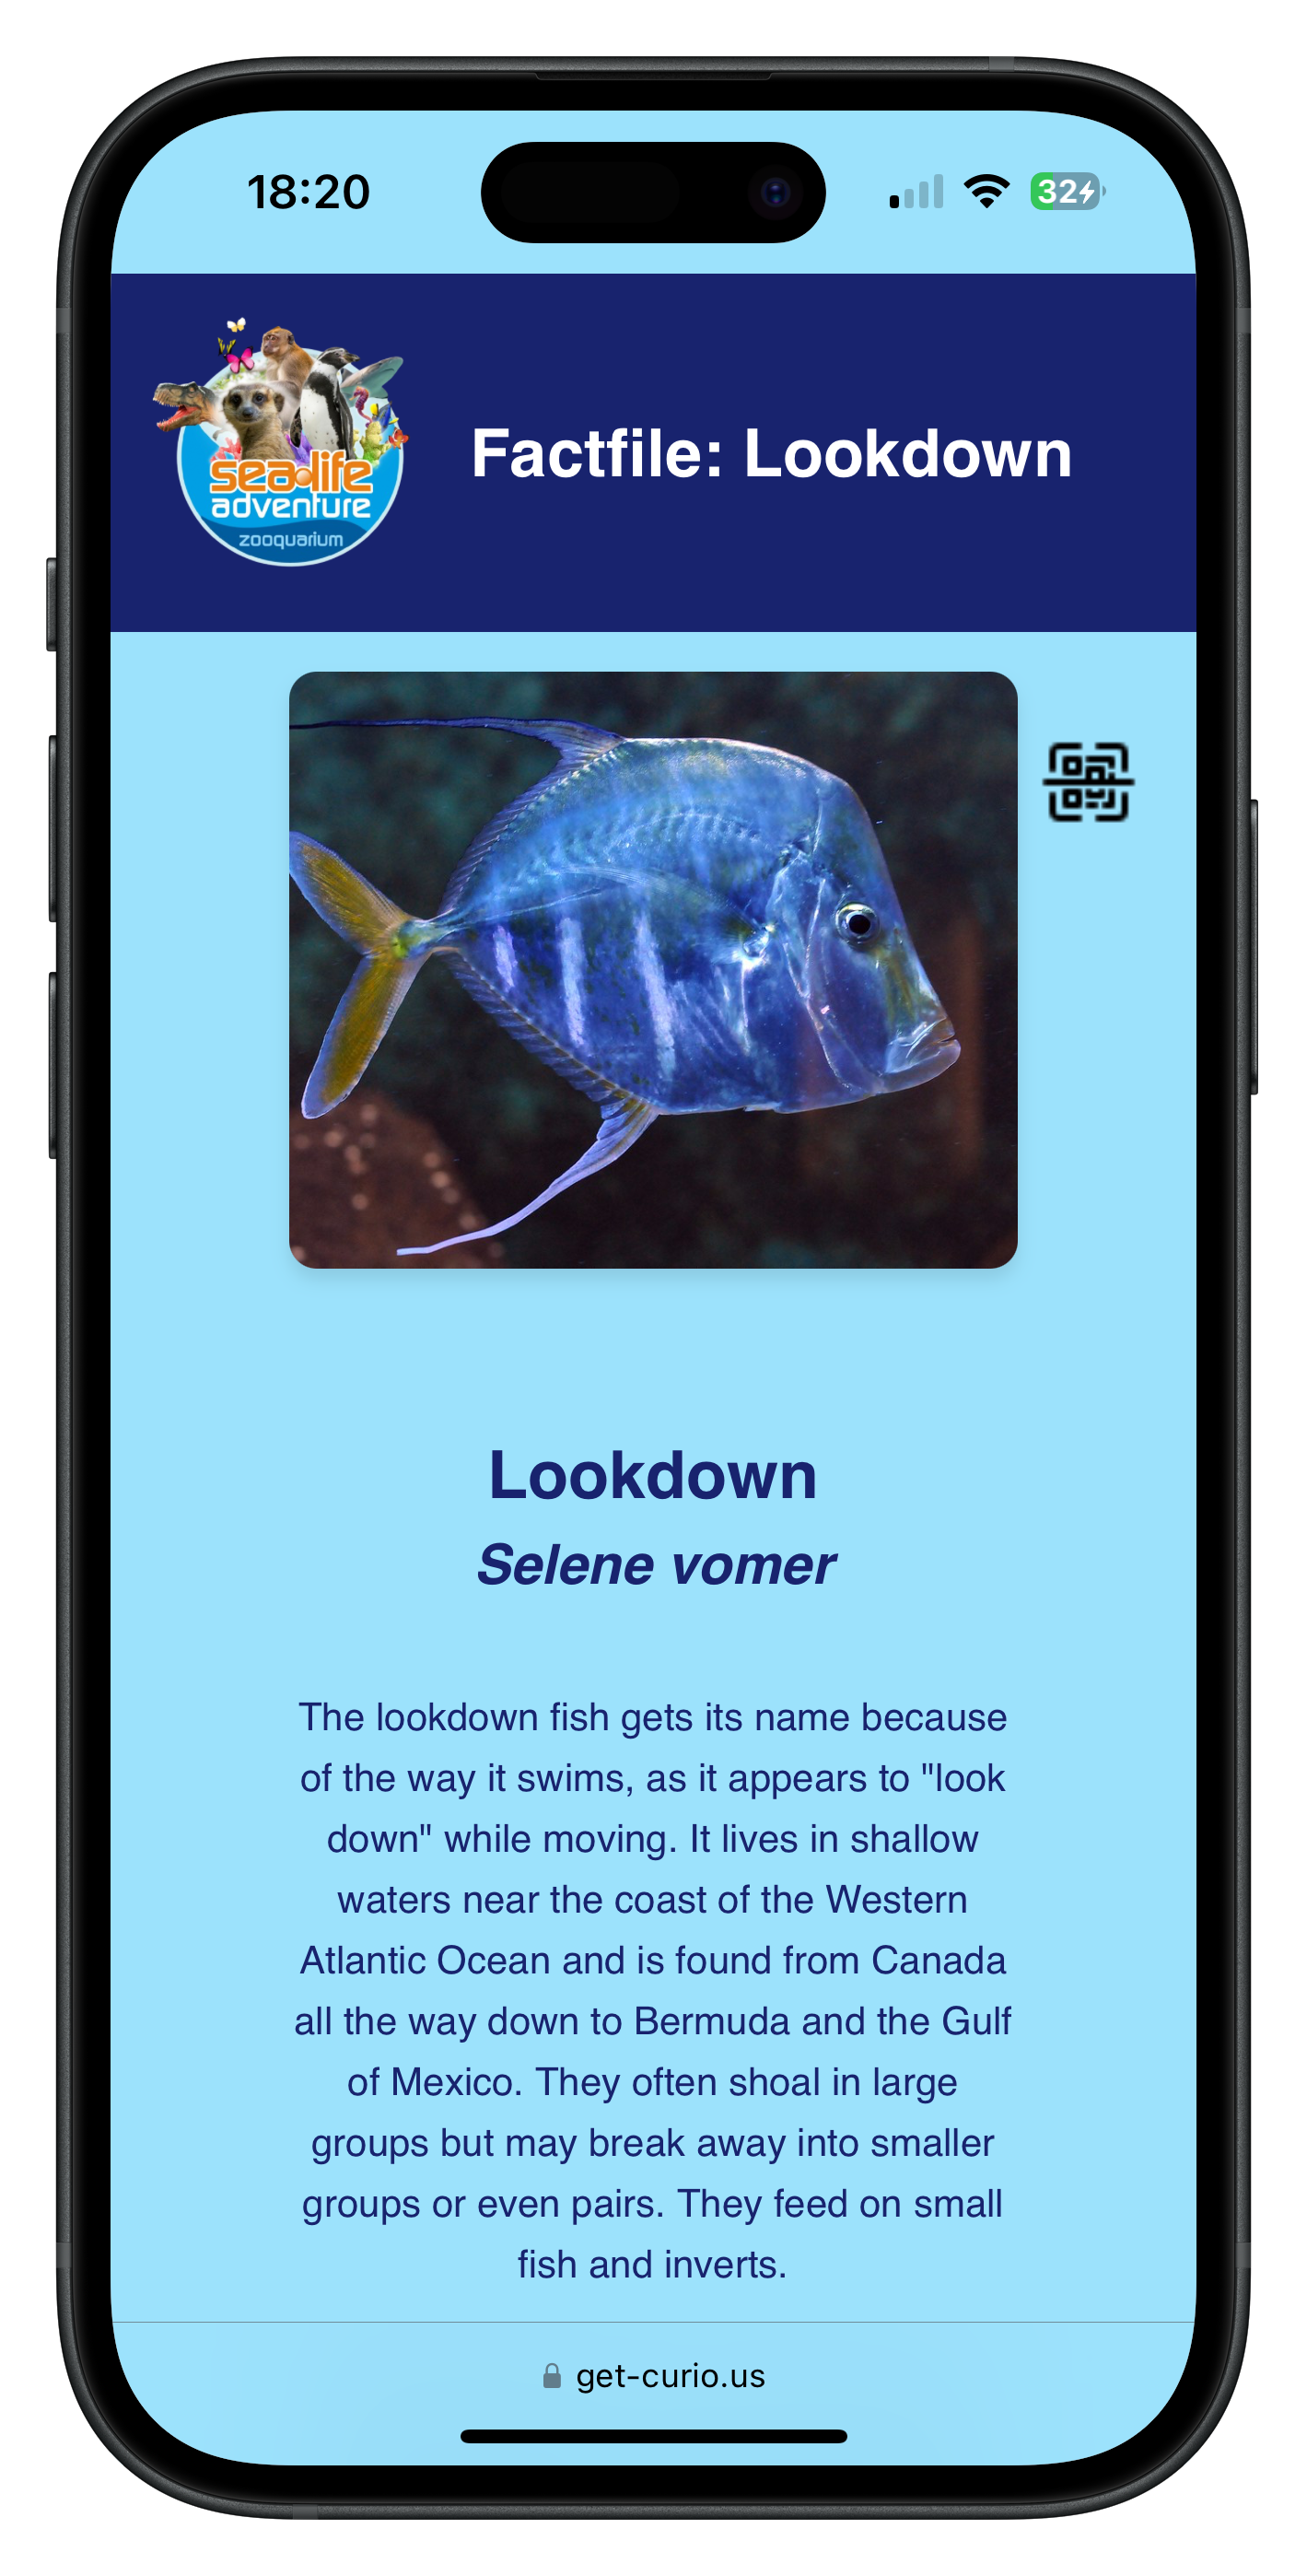 18:20
32
sea life
adventure
zooquarium
Factfile: Lookdown
Lookdown
Selene vomer
The lookdown fish gets its name because
of the way it swims, as it appears to "look
down" while moving. It lives in shallow
waters near the coast of the Western
Atlantic Ocean and is found from Canada
all the way down to Bermuda and the Gulf
of Mexico. They often shoal in large
groups but may break away into smaller
groups or even pairs. They feed on small
fish and inverts.
get-curio.us